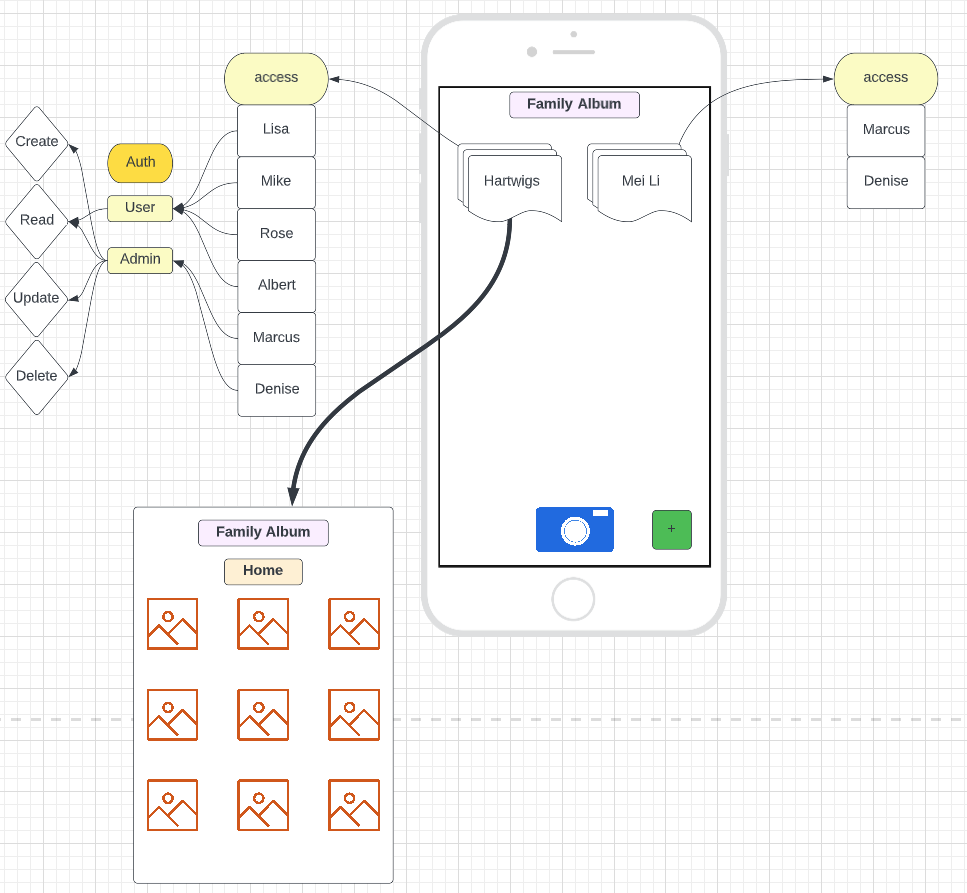 access
Create
Auth
Read
User
Update
Admin
Delete
Lisa
Mike
Rose
Albert
Marcus
Denise
Family Album
Hartwigs
Mei Li
+
access
Marcus
Denise
Family Album
Home